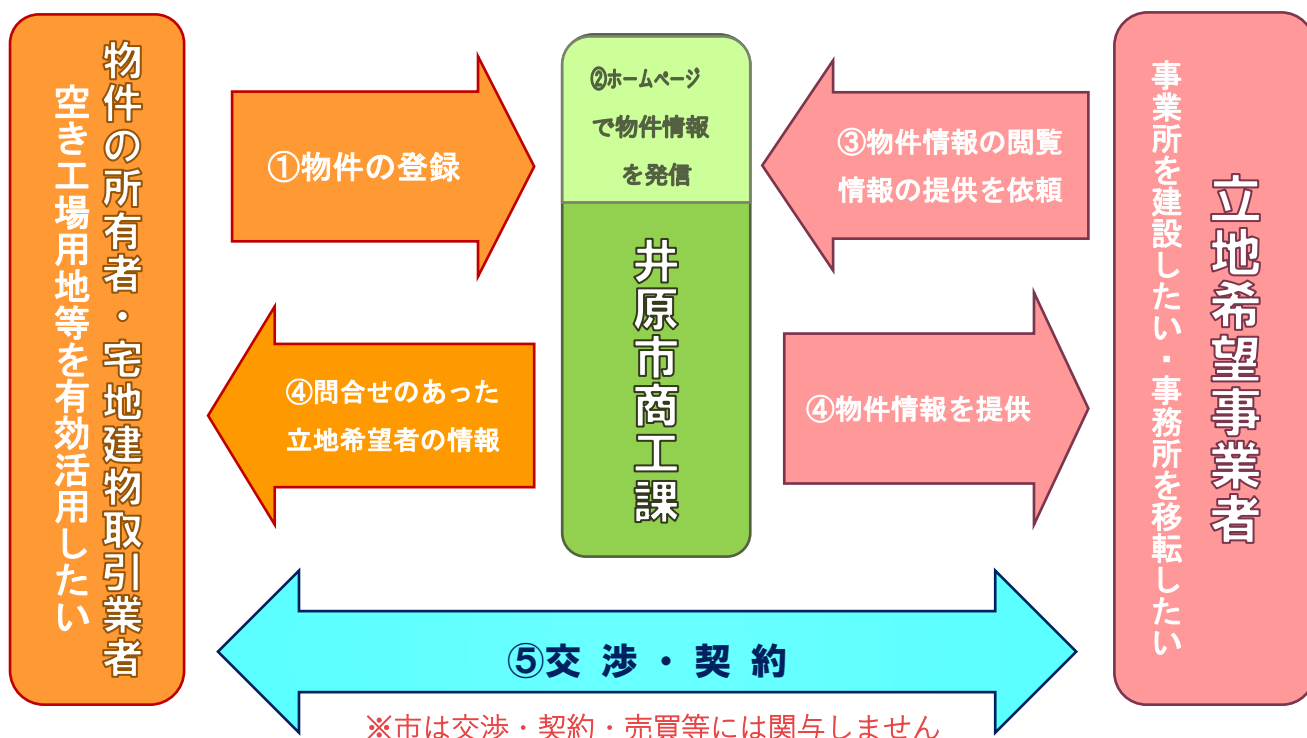 物件の所有者・宅地建物取引業者
空き工場用地等を有効活用したい
①物件の登録
②ホームページ
で物件情報
を発信
井原市商工課
③物件情報の閲覧
情報の提供を依頼
④問合せのあった
立地希望者の情報
④物件情報を提供
立地希望事業者
事業所を建設したい・事務所を移転したい
⑤交渉・契約
※市は交渉・契約・売買等には関与しません